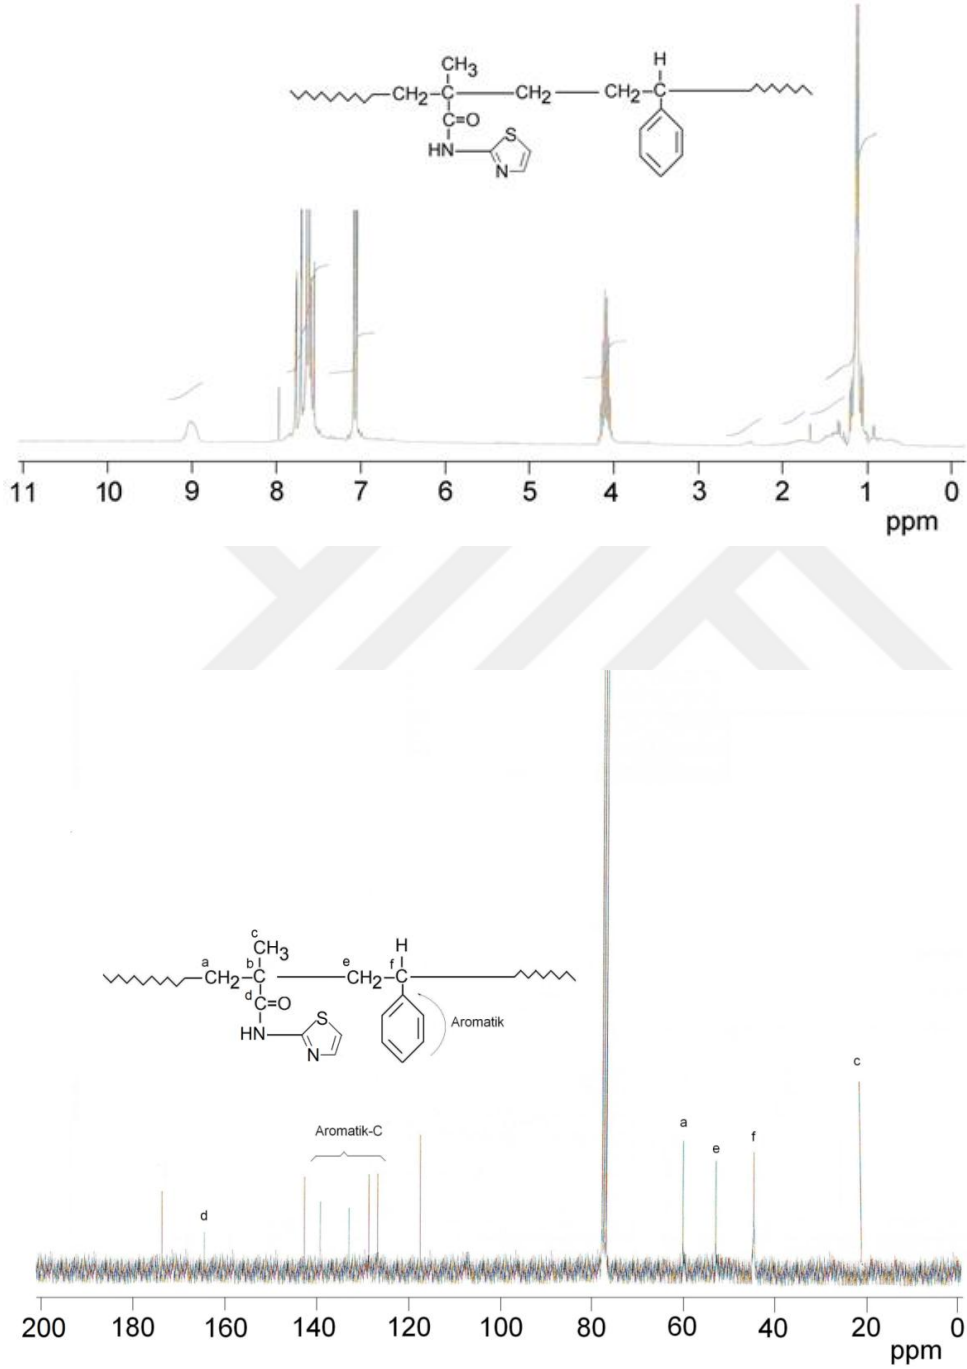 H
CH3
CH2 C CH2 CH2 C
C=O
S
HN
N
11 10 9 8 7 6 5 4 3 2 1 0
ppm
c
H
CH3
a b e f
CH2 C CH2 C
d
C=O
S
Aromatik
HN
N
c
Aromatik-C
a
f
e
d
200 180 160 140 120 100 80 60 40 20 0
ppm